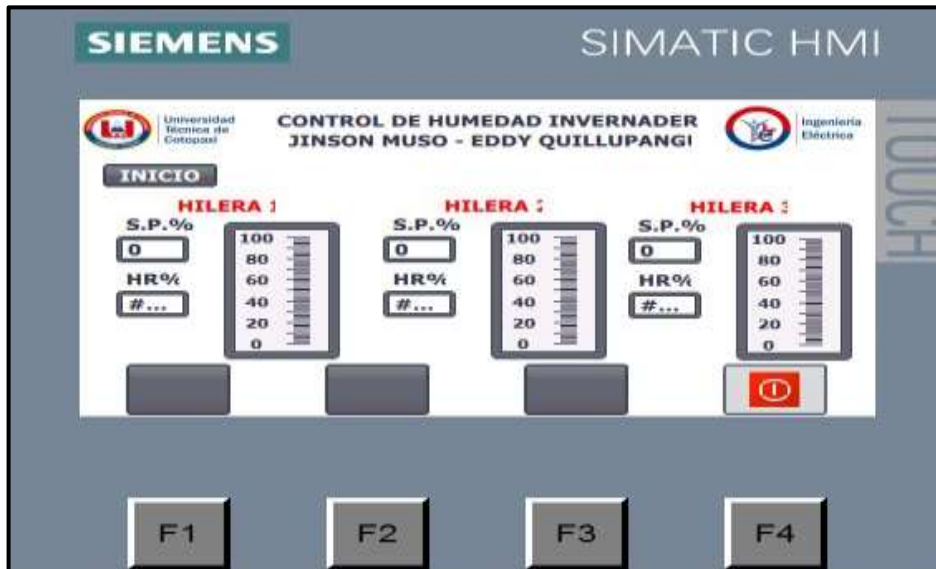 SIEMENS
SIMATIC HMI
TOUCH
Universidad
Técnica de
Cotopaxi
CONTROL DE HUMEDAD INVERNADER
JINSON MUSO - EDDY QUILLUPANGI
Ingeniería
Eléctrica
INICIO
HILERA 1
HILERA 2
HILERA 3
S.P.%
0
HR%
#...
100
80
60
40
20
0
S.P.%
0
HR%
#...
100
80
60
40
20
0
S.P.%
0
HR%
#...
100
80
60
40
20
0
F1
F2
F3
F4